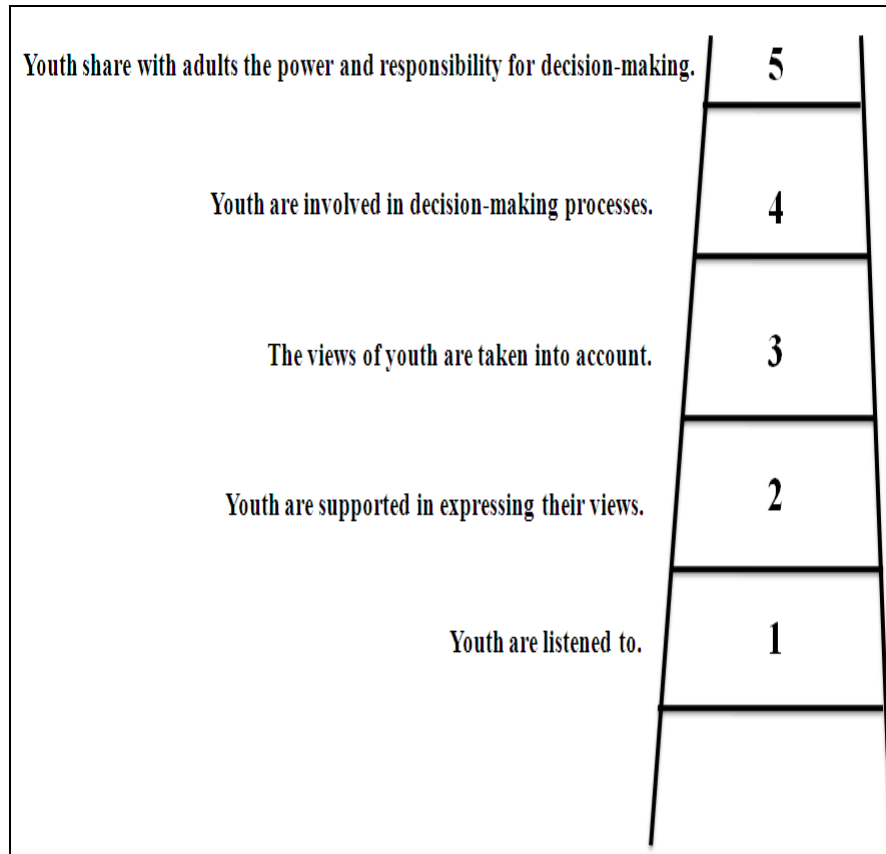 Youth share with adults the power and responsibility for decision-making. 5
Youth are involved in decision-making processes. 4
The views of youth are taken into account. 3
Youth are supported in expressing their views. 2
Youth are listened to. 1